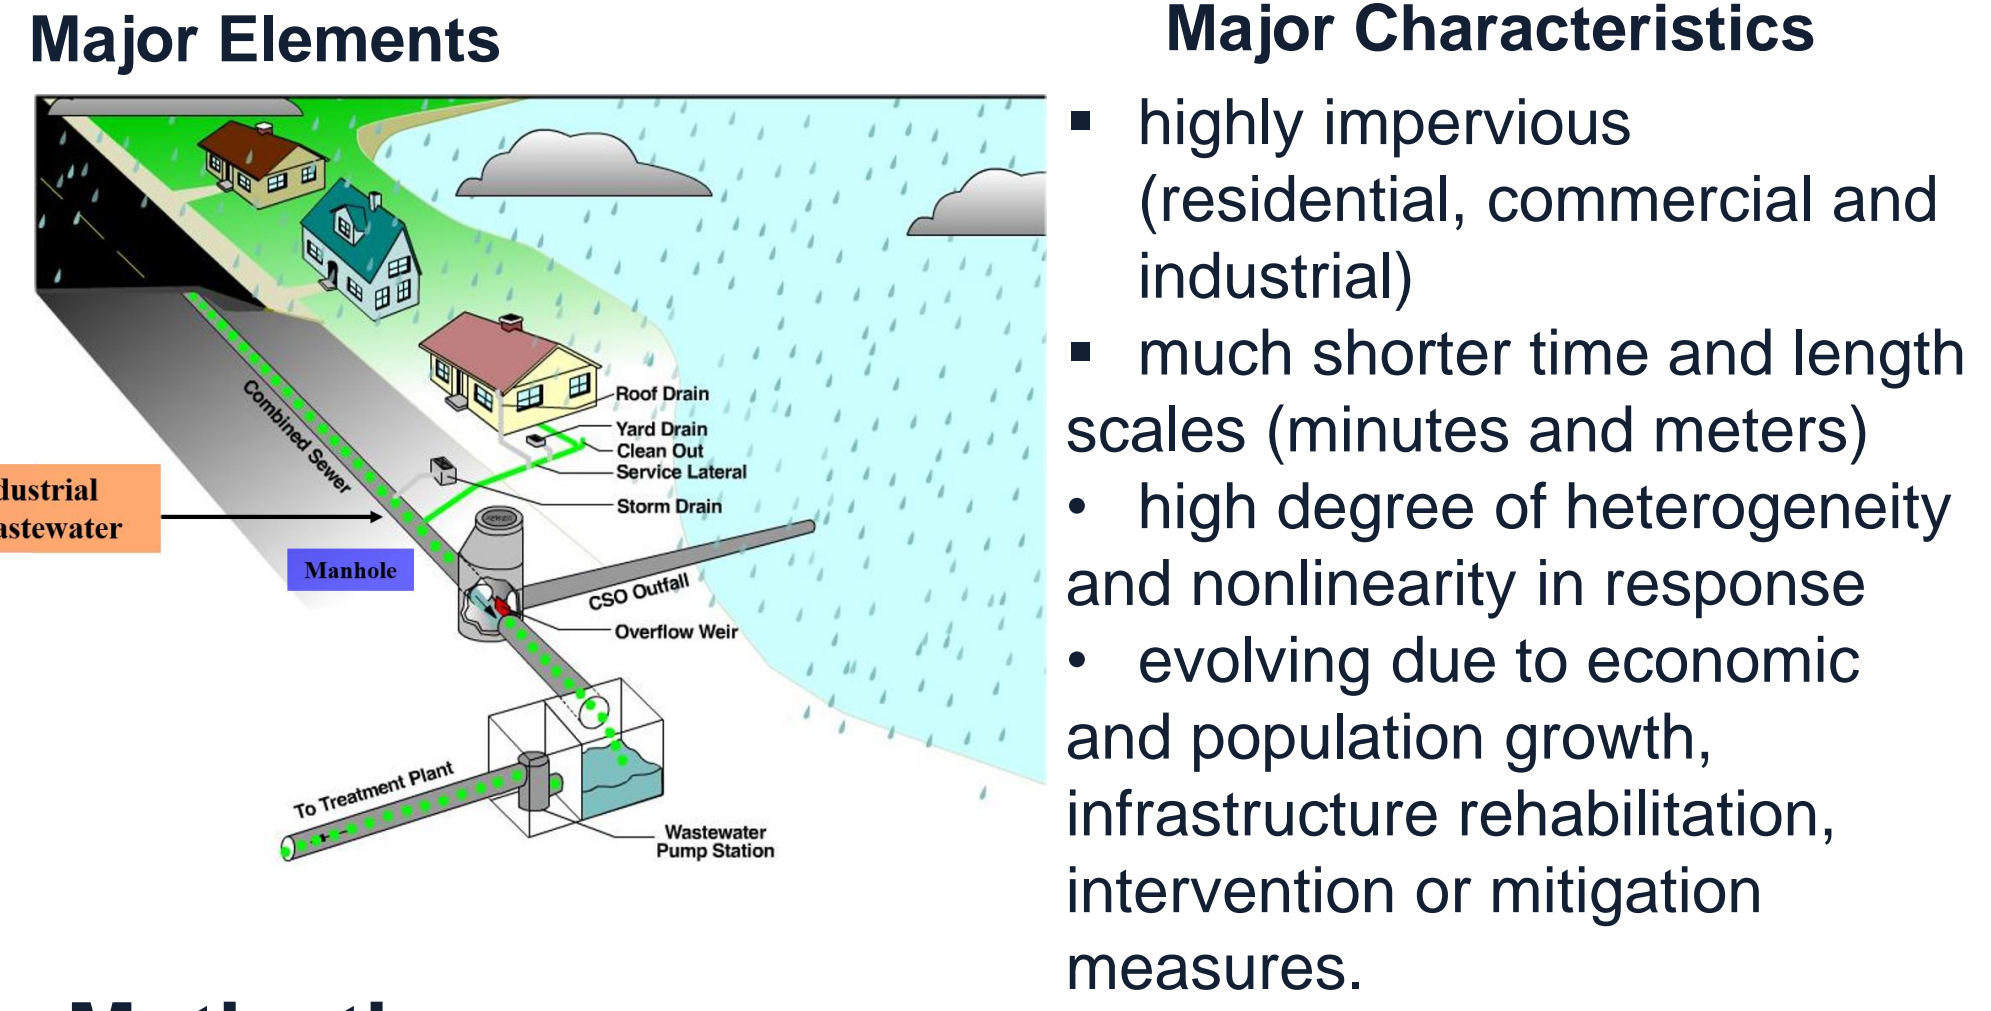 Major Elements
Roof Drain
Yard Drain
Clean Out
Service Lateral
Storm Drain
Combined Sewer
dustrial
astewater
Manhole
CSO Outfall
Overflow Weir
To Treatment Plant
Wastewater
Pump Station
Major Characteristics
▪ highly impervious
(residential, commercial and
industrial)
▪ much shorter time and length
scales (minutes and meters)
• high degree of heterogeneity
and nonlinearity in response
• evolving due to economic
and population growth,
infrastructure rehabilitation,
intervention or mitigation
measures.